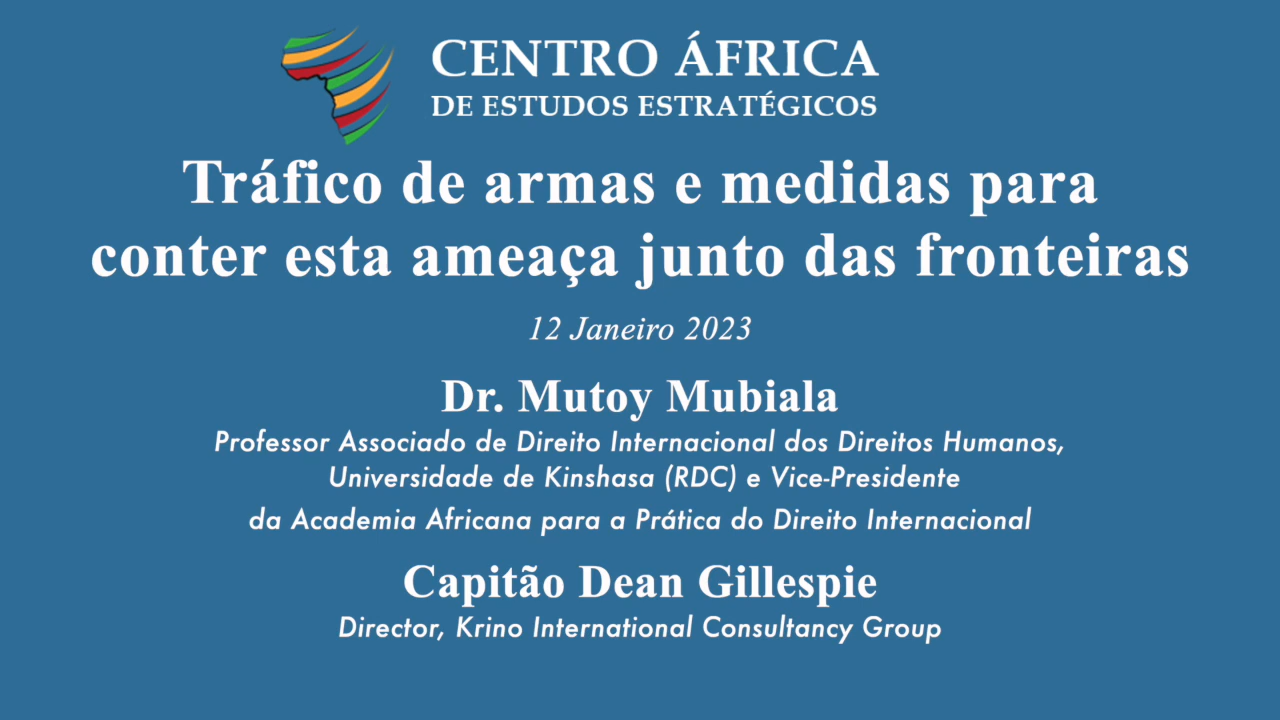 CENTRO ÁFRICA
DE ESTUDOS ESTRATÉGICOS
Tráfico de armas e medidas para
conter esta ameaça junto das fronteiras
12 Janeiro 2023
Dr. Mutoy Mubiala
Professor Associado de Direito Internacional dos Direitos Humanos,
Universidade de Kinshasa (RDC) e Vice-Presidente
da Academia Africana para a Prática do Direito Internacional
Capitão Dean Gillespie
Director, Krino International Consultancy Group